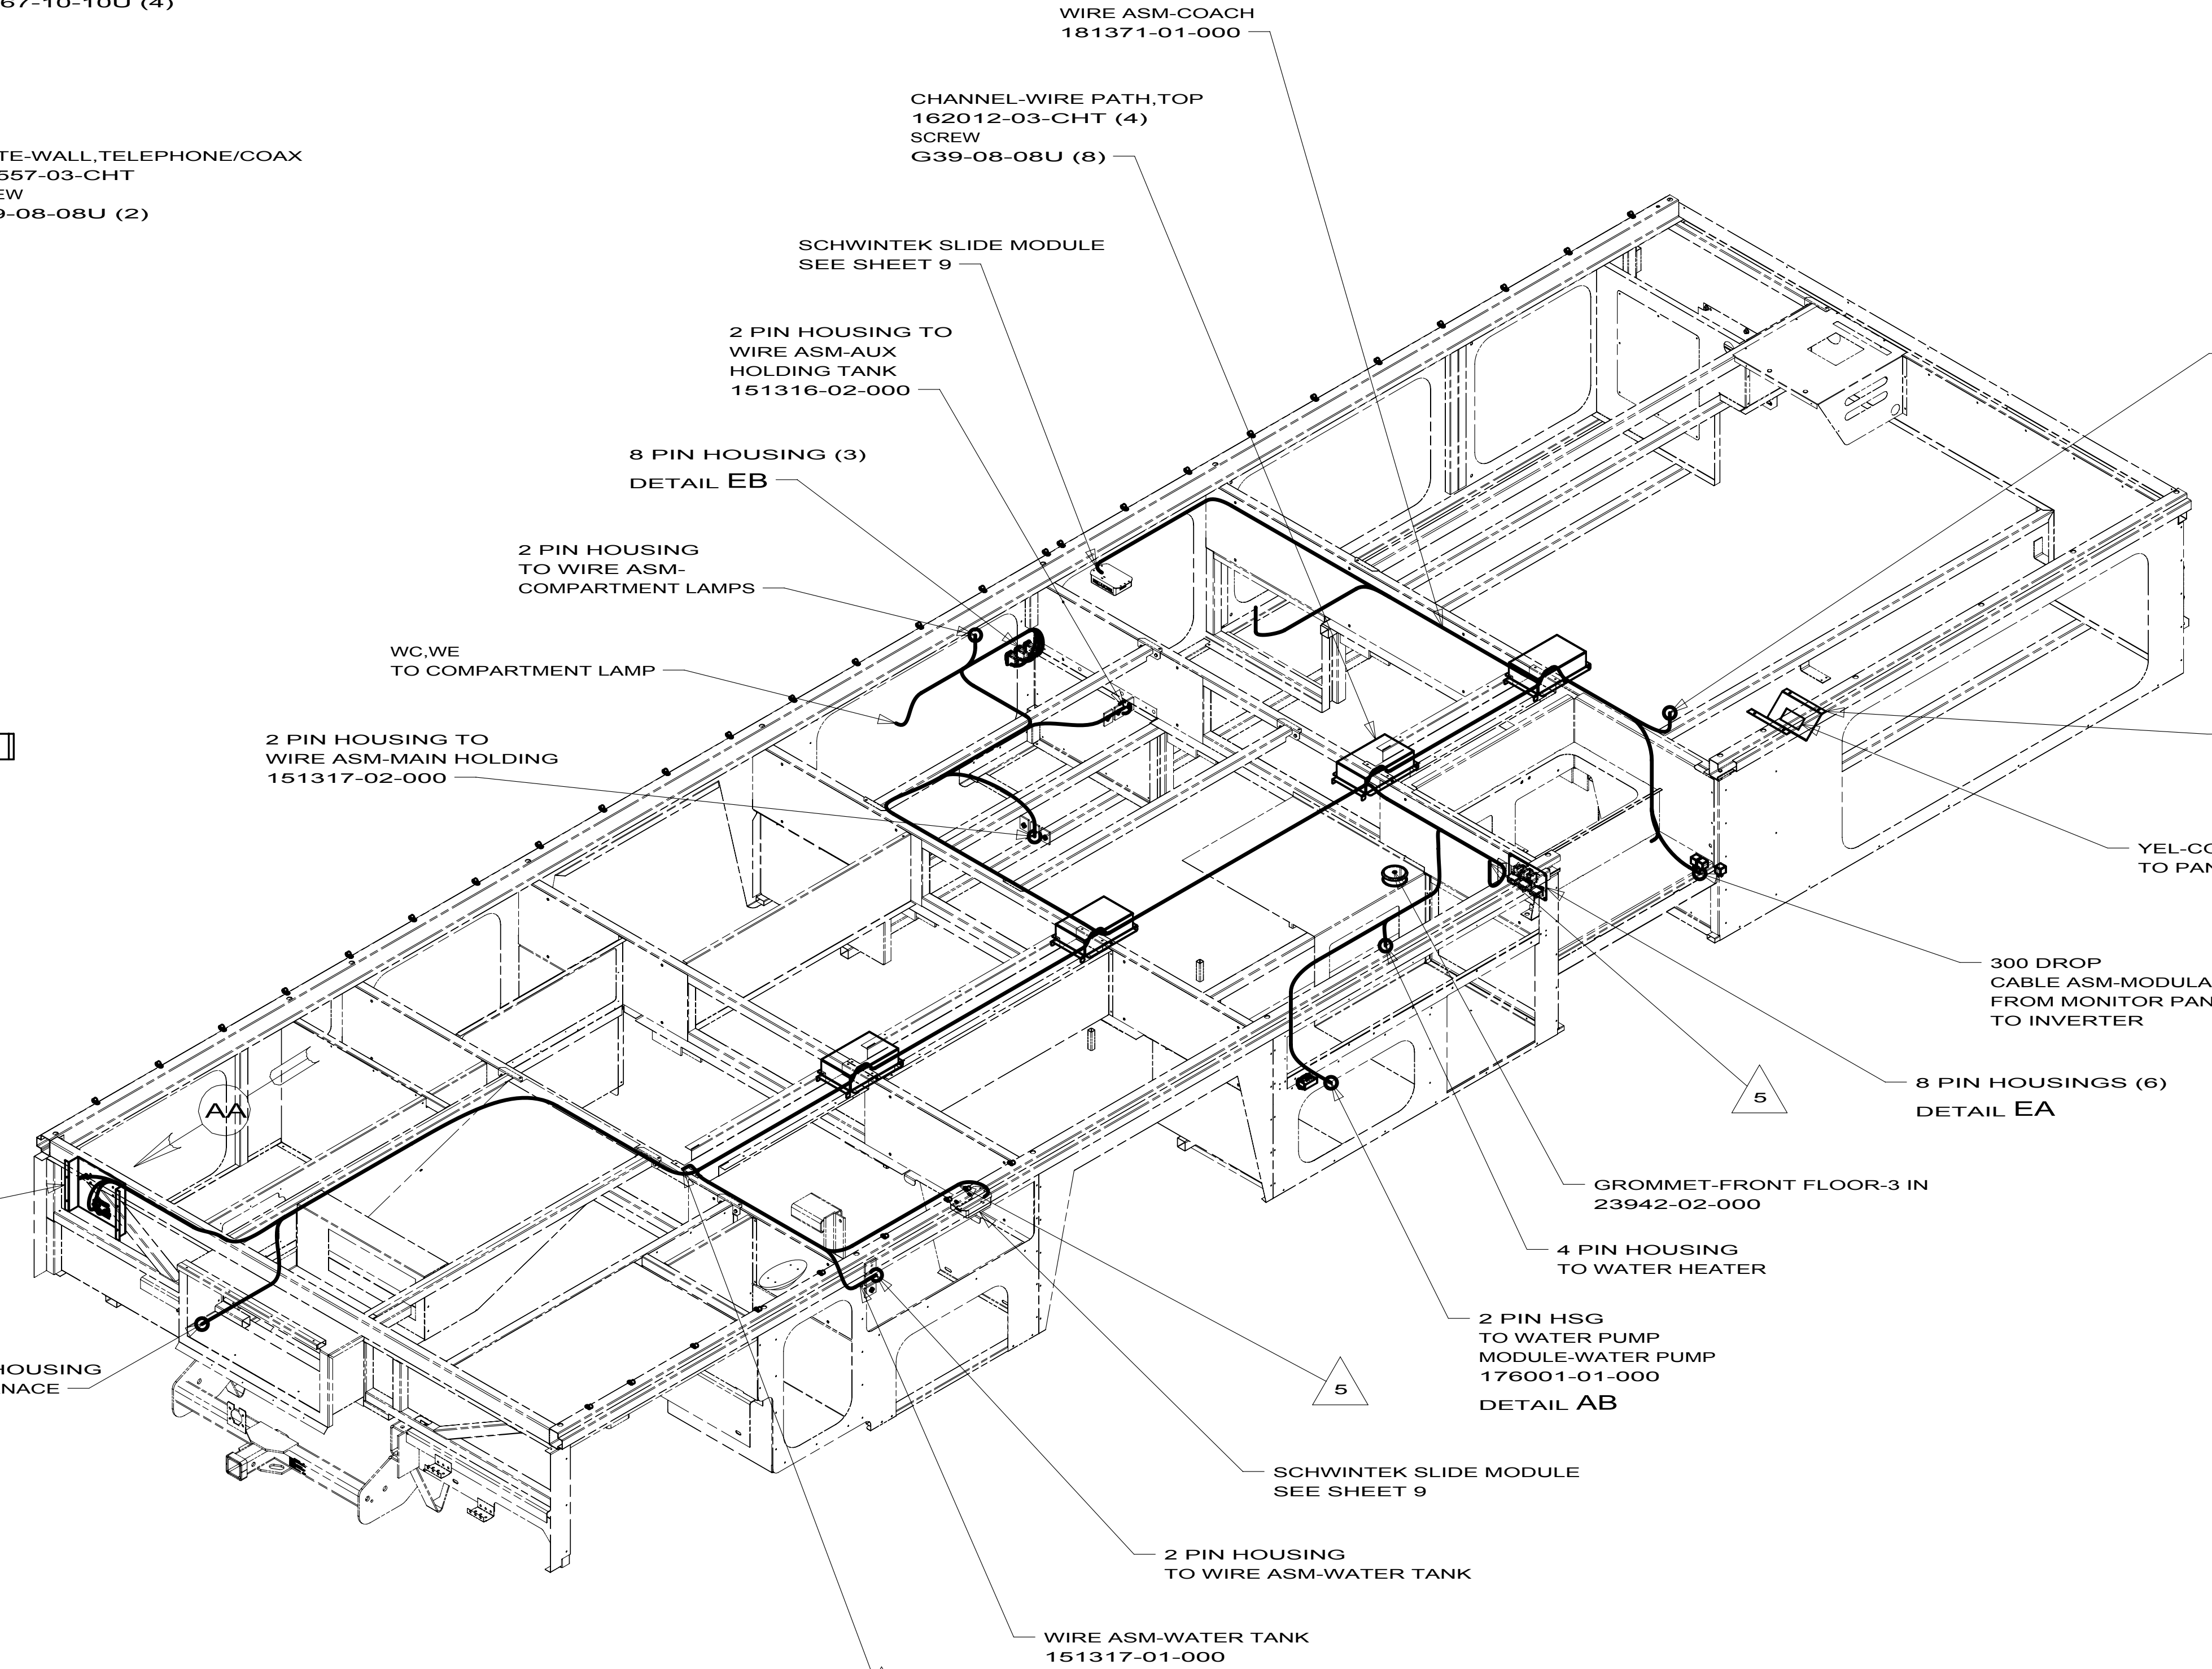 67-10-10U (4)
WIRE ASM-COACH
181371-01-000
CHANNEL-WIRE PATH,TOP
162012-03-CHT (4)
SCREW
G39-08-08U (8)
TE-WALL,TELEPHONE/COAX
557-03-CHT
EW
9-08-08U (2)
SCHWINTEK SLIDE MODULE
SEE SHEET 9
2 PIN HOUSING TO
WIRE ASM-AUX
HOLDING TANK
151316-02-000
8 PIN HOUSING (3)
DETAIL EB
2 PIN HOUSING
TO WIRE ASM-
COMPARTMENT LAMPS
WC,WE
TO COMPARTMENT LAMP
2 PIN HOUSING TO
WIRE ASM-MAIN HOLDING
151317-02-000
YEL-CO
TO PAN
300 DROP
CABLE ASM-MODULA
FROM MONITOR PAN
TO INVERTER
8 PIN HOUSINGS (6)
DETAIL EA
5
AA
GROMMET-FRONT FLOOR-3 IN
23942-02-000
4 PIN HOUSING
TO WATER HEATER
2 PIN HSG
TO WATER PUMP
MODULE-WATER PUMP
176001-01-000
DETAIL AB
HOUSING
NACE
5
SCHWINTEK SLIDE MODULE
SEE SHEET 9
2 PIN HOUSING
TO WIRE ASM-WATER TANK
WIRE ASM-WATER TANK
151317-01-000